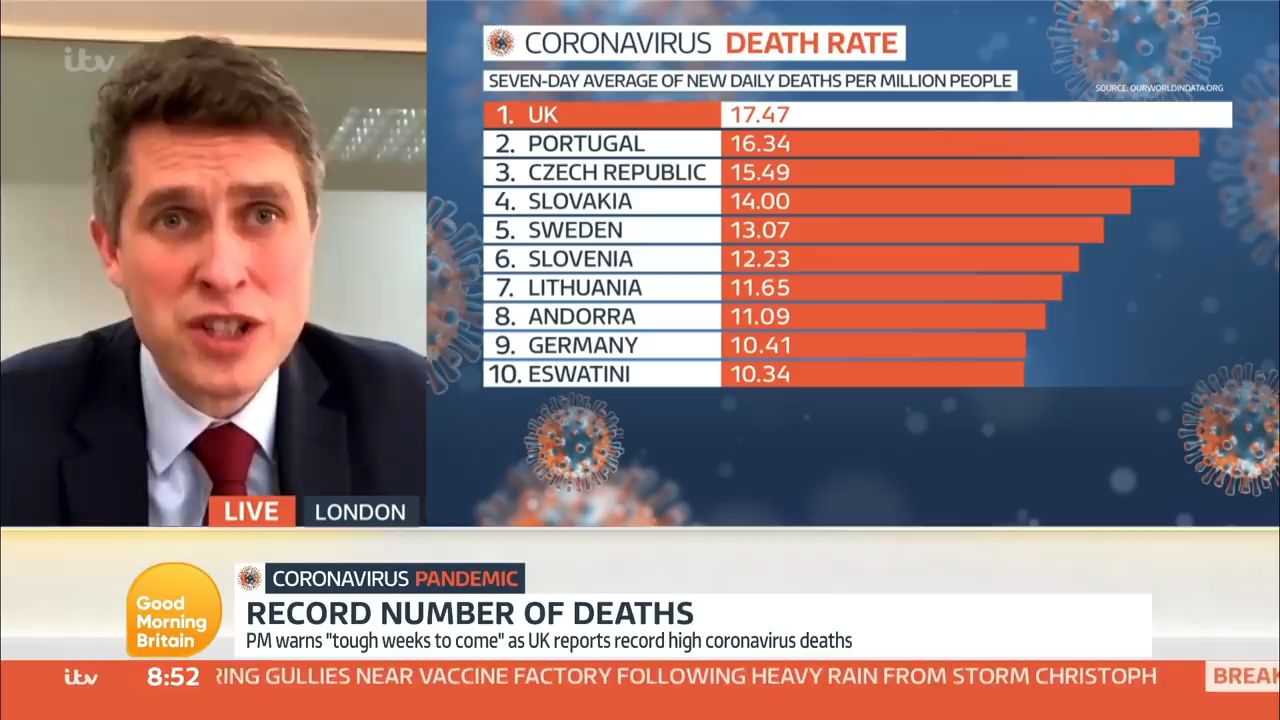 itv
CORONAVIRUS DEATH RATE
SEVEN-DAY AVERAGE OF NEW DAILY DEATHS PER MILLION PEOPLE
SOURCE: OURWORLDINDATA.ORG
1. UK 17.47
2. PORTUGAL 16.34
3. CZECH REPUBLIC 15.49
4. SLOVAKIA 14.00
5. SWEDEN 13.07
6. SLOVENIA 12.23
7. LITHUANIA 11.65
8. ANDORRA 11.09
9. GERMANY 10.41
10. ESWATINI 10.34
LIVE LONDON
CORONAVIRUS PANDEMIC
Good
Morning
Britain
RECORD NUMBER OF DEATHS
PM warns "tough weeks to come" as UK reports record high coronavirus deaths
itv 8:52 RING GULLIES NEAR VACCINE FACTORY FOLLOWING HEAVY RAIN FROM STORM CHRISTOPH BREAK